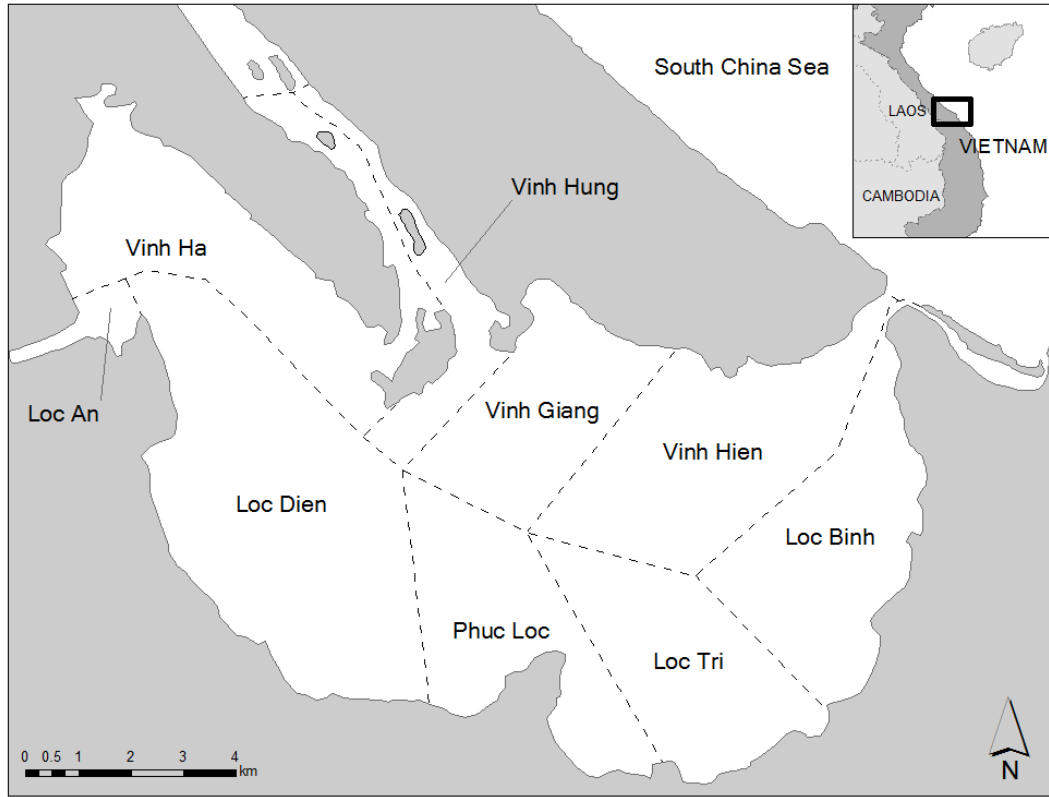 South China Sea
LAOS
VIETNAM
CAMBODIA
Vinh Hung
Vinh Ha
Loc An
Vinh Giang
Vinh Hien
Loc Dien
Loc Binh
Phuc Loc
Loc Tri
0 0.5 1 2 3 4
km
N